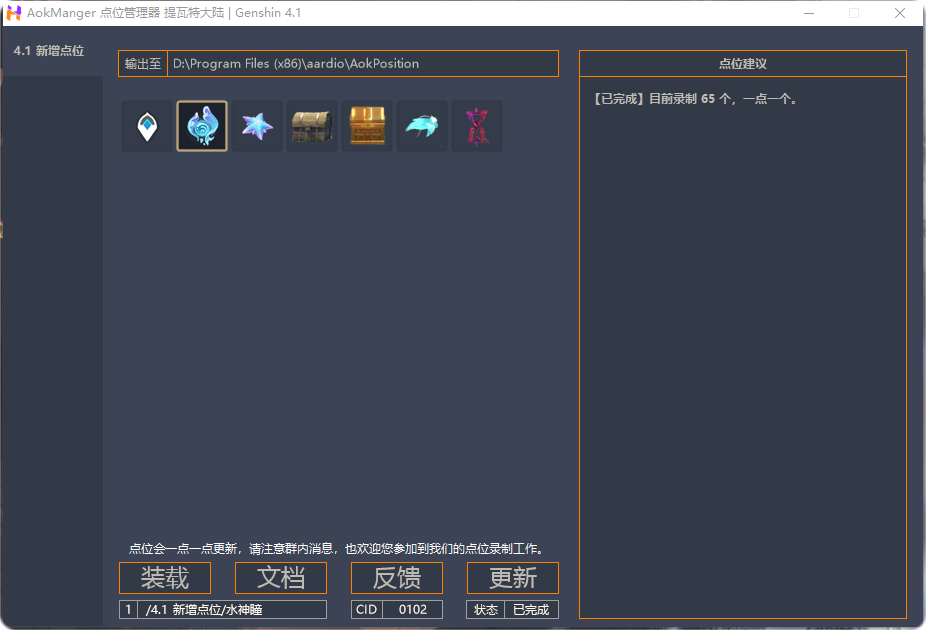 AokManger 点位管理器 提瓦特大陆 | Genshin 4.1
4.1 新增点位
输出至 D:\Program Files (x86)\aardio\AokPosition
点位建议
【已完成】目前录制 65 个，一点一个。
点位会一点一点更新，请注意群内消息，也欢迎您参加到我们的点位录制工作。
装载 文档 反馈 更新
1 /4.1 新增点位/水神瞳 CID 0102 状态 已完成